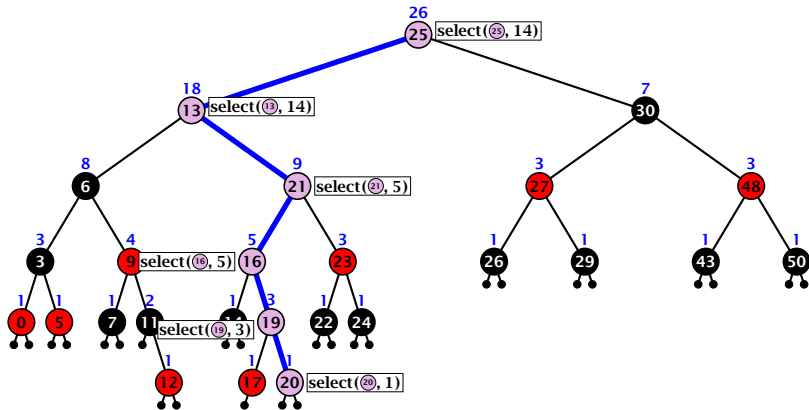 26
25 select(25, 14)
18 7
13 select(13, 14) 30
8 9 3 3
6 21 select(21, 5) 27 48
3 4 5 3 1 1 1 1
3 9 select(16, 5) 16 23 26 29 43 50
1 1 1 2 1 3 1 1
0 5 7 11 select(19, 3) 19 22 24
1 1 1
12 17 20 select(20, 1)